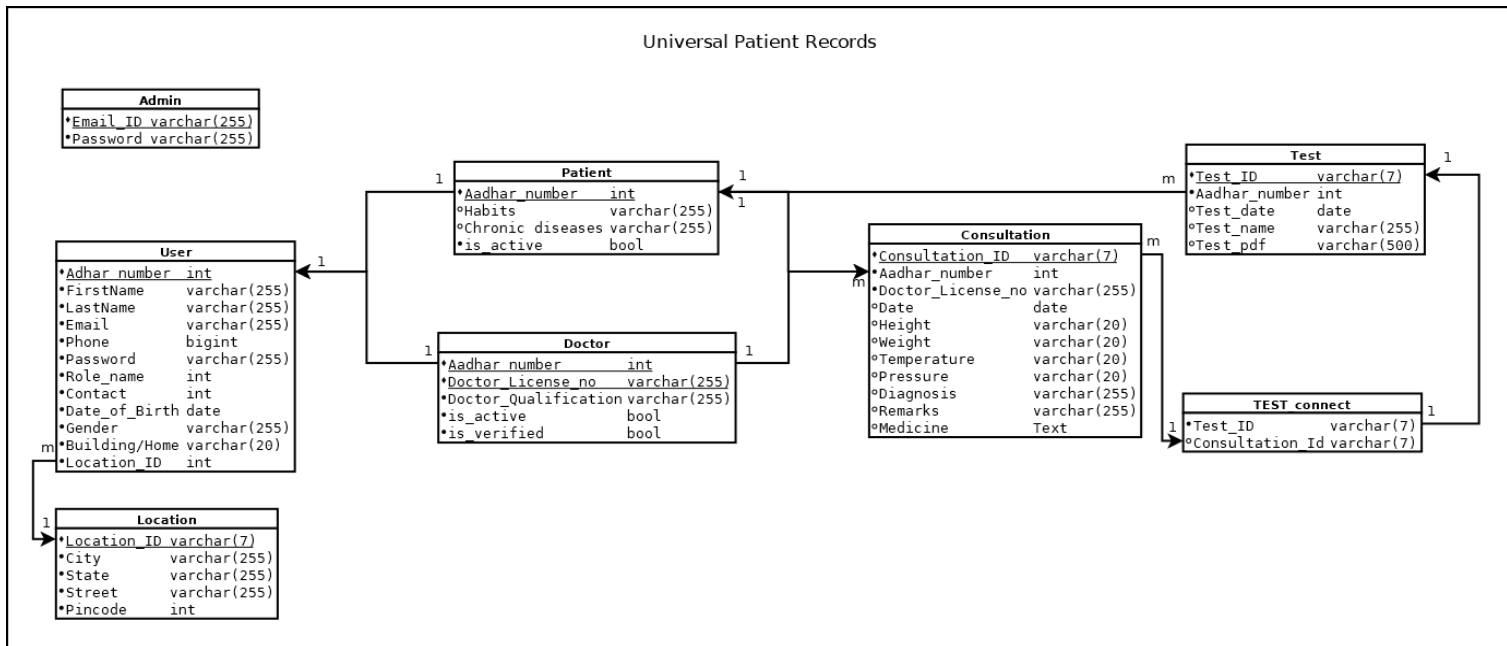 Universal Patient Records
Admin
Email_ID varchar(255)
Password varchar(255)
User
Adhar number int
FirstName varchar(255)
LastName varchar(255)
Email varchar(255)
Phone bigint
Password varchar(255)
Role_name int
Contact int
Date_of_Birth date
Gender varchar(255)
Building/Home varchar(20)
Location_ID int
m
1
Location
Location_ID varchar(7)
City varchar(255)
State varchar(255)
Street varchar(255)
Pincode int
1
1
Patient
Aadhar_number int
Habits varchar(255)
Chronic diseases varchar(255)
is_active bool
1
1
1
Doctor
Aadhar number int
Doctor_License_no varchar(255)
Doctor_Qualification varchar(255)
is_active bool
is_verified bool
1
m
Consultation
Consultation_ID varchar(7)
Aadhar_number int
Doctor_License_no varchar(255)
Date date
Height varchar(20)
Weight varchar(20)
Temperature varchar(20)
Pressure varchar(20)
Diagnosis varchar(255)
Remarks varchar(255)
Medicine Text
m
1
m
Test
Test_ID varchar(7)
Aadhar_number int
Test_date date
Test_name varchar(255)
Test_pdf varchar(500)
1
TEST connect
Test_ID varchar(7)
Consultation_Id varchar(7)
1